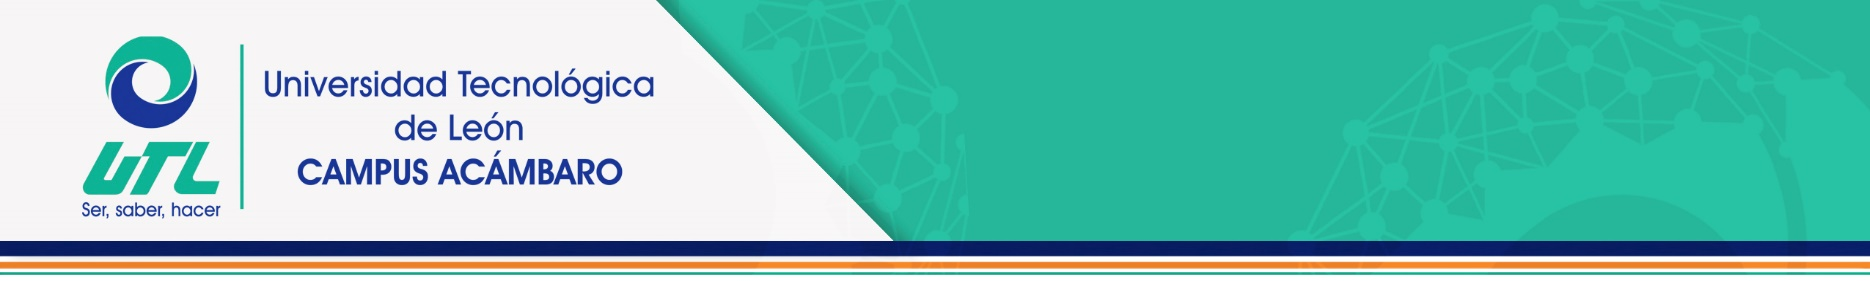 UTL
Ser, saber, hacer
Universidad Tecnológica
de León
CAMPUS ACÁMBARO